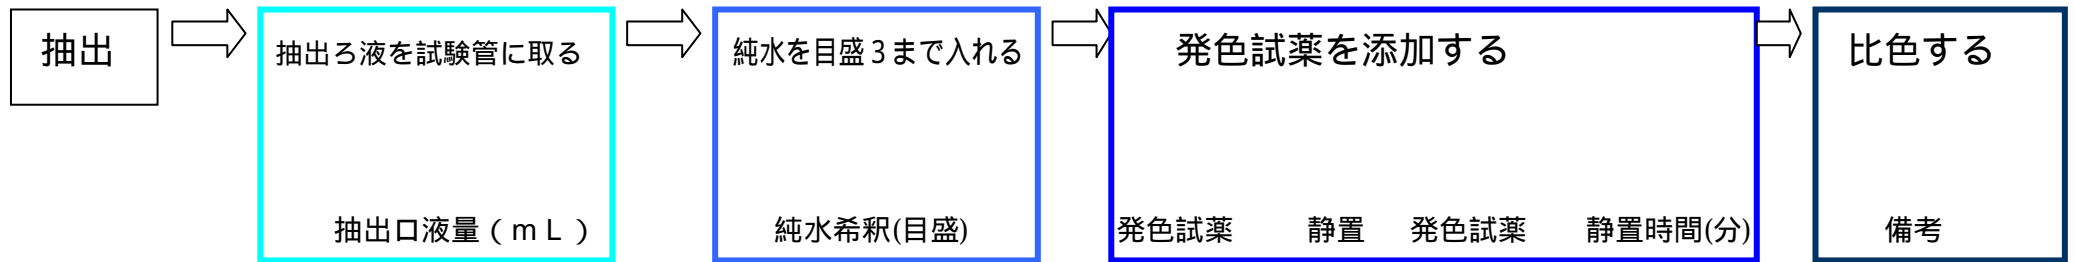 抽出
抽出ろ液を試験管に取る
抽出口液量(mL)
純水を目盛3まで入れる
純水希釈(目盛)
発色試薬を添加する
発色試薬 静置 発色試薬 静置時間(分)
比色する
備考